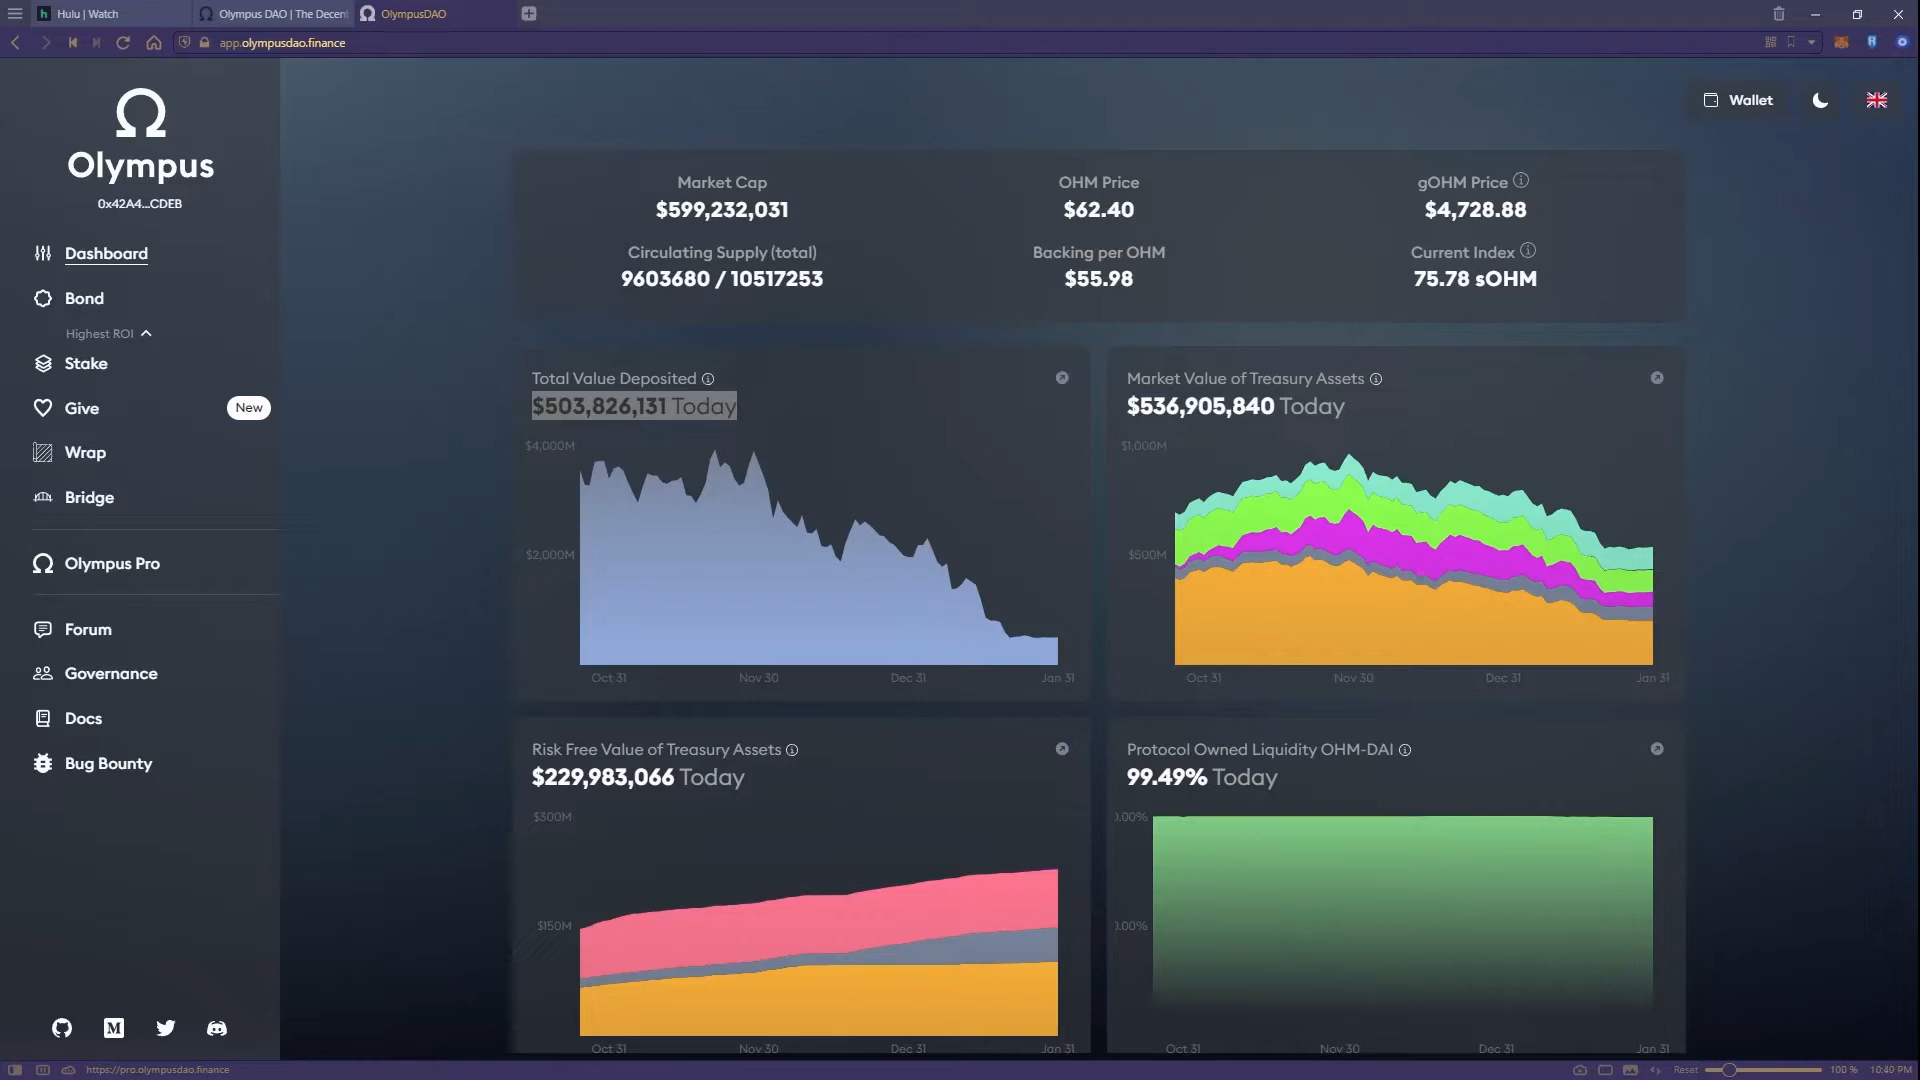 Hulu | Watch
Olympus DAO | The Decent
OlympusDAO
app.olympusdao.finance
Olympus
0x42A4...CDEB
Dashboard
Bond
Highest ROI
Stake
Give
New
Wrap
Bridge
Olympus Pro
Forum
Governance
Docs
Bug Bounty
Wallet
Market Cap
$599,232,031
OHM Price
$62.40
gOHM Price
$4,728.88
Circulating Supply (total)
9603680 / 10517253
Backing per OHM
$55.98
Current Index
75.78 sOHM
Total Value Deposited
$503,826,131 Today
$4,000M
$2,000M
Oct 31
Nov 30
Dec 31
Jan 31
Market Value of Treasury Assets
$536,905,840 Today
$1,000M
$500M
Oct 31
Nov 30
Dec 31
Jan 31
Risk Free Value of Treasury Assets
$229,983,066 Today
$300M
$150M
Oct 31
Nov 30
Dec 31
Jan 31
Protocol Owned Liquidity OHM-DAI
99.49% Today
0.00%
0.00%
Oct 31
Nov 30
Dec 31
Jan 31
https://pro.olympusdao.finance
Reset
100 %
10:40 PM